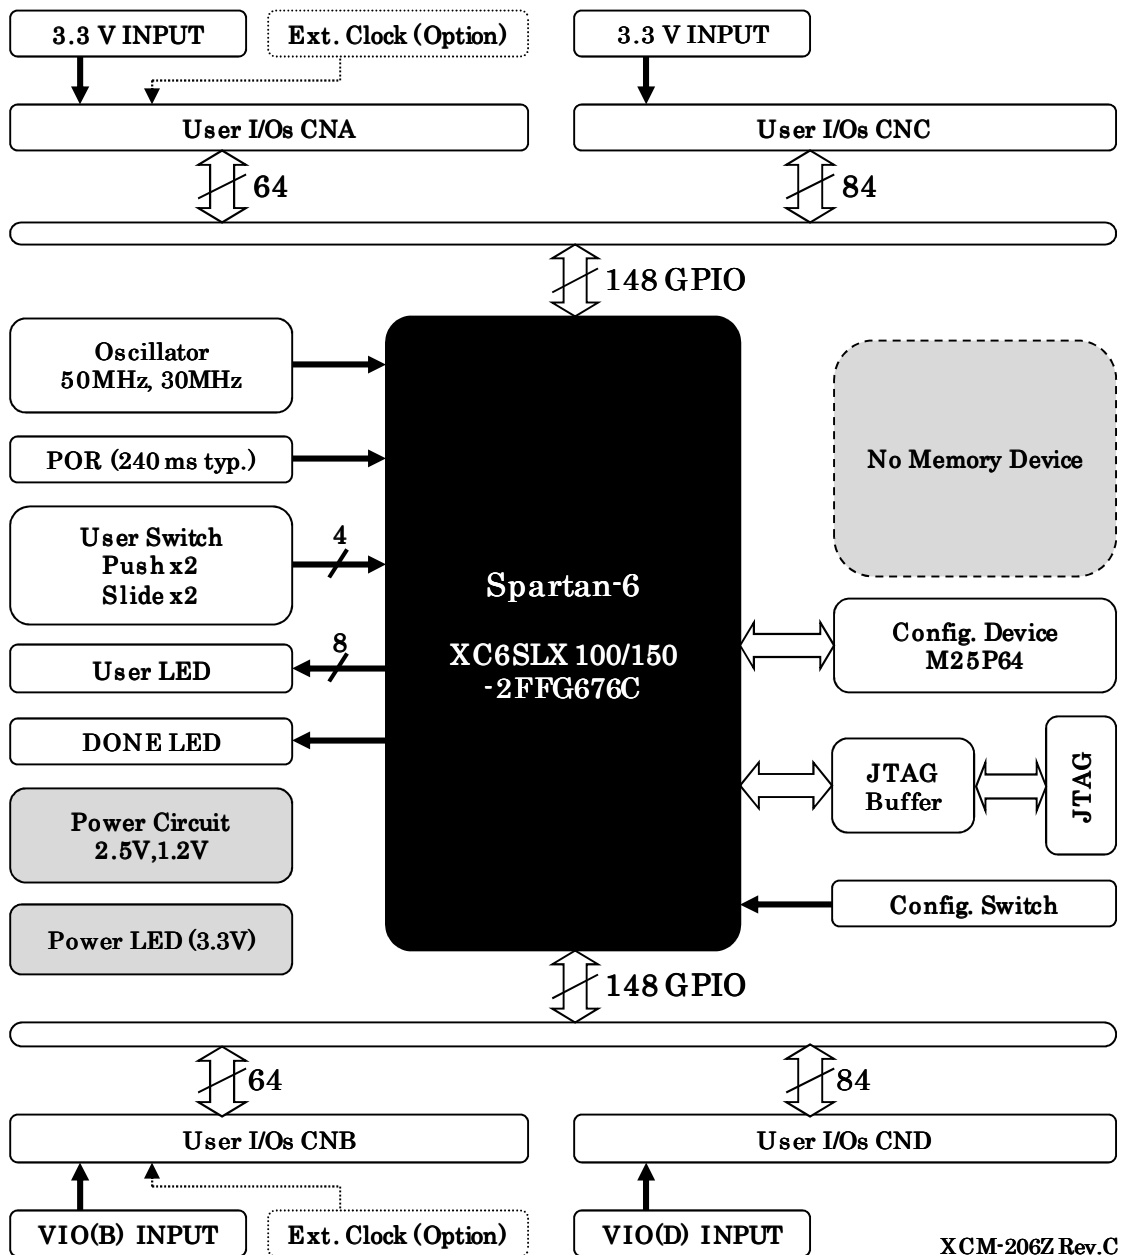 3.3 V INPUT
Ext. Clock (Option)
3.3 V INPUT
User I/Os CNA
User I/Os CNC
64
84
148 GPIO
Oscillator
50MHz, 30MHz
POR (240 ms typ.)
User Switch
Push x2
Slide x2
4
User LED
8
DONE LED
Power Circuit
2.5V,1.2V
Power LED (3.3V)
Spartan-6
XC6SLX 100/150
-2FFG676C
No Memory Device
Config. Device
M25P64
JTAG
Buffer
JTAG
Config. Switch
148 GPIO
64
84
User I/Os CNB
User I/Os CND
VIO(B) INPUT
Ext. Clock (Option)
VIO(D) INPUT
XCM-206Z Rev.C